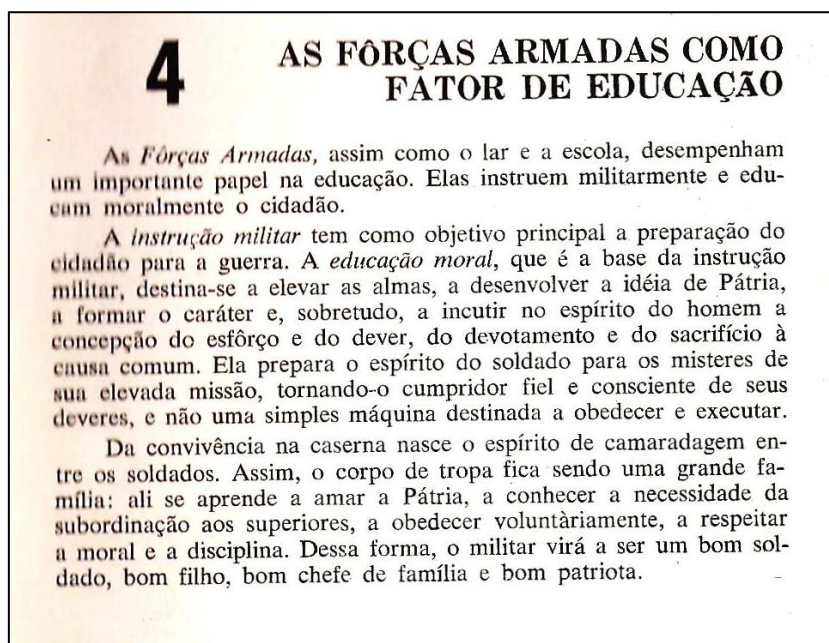 4
AS FÔRÇAS ARMADAS COMO
FATOR DE EDUCAÇÃO
As Fôrças Armadas, assim como o lar e a escola, desempenham
um importante papel na educação. Elas instruem militarmente e edu-
cam moralmente o cidadão.
A instrução militar tem como objetivo principal a preparação do
cidadão para a guerra. A educação moral, que é a base da instrução
militar, destina-se a elevar as almas, a desenvolver a idéia de Pátria,
a formar o caráter e, sobretudo, a incutir no espírito do homem a
concepção do esfôrço e do dever, do devotamento e do sacrifício à
causa comum. Ela prepara o espírito do soldado para os misteres de
sua elevada missão, tornando-o cumpridor fiel e consciente de seus
deveres, e não uma simples máquina destinada a obedecer e executar.
Da convivência na caserna nasce o espírito de camaradagem en-
tre os soldados. Assim, o corpo de tropa fica sendo uma grande fa-
mília: ali se aprende a amar a Pátria, a conhecer a necessidade da
subordinação aos superiores, a obedecer voluntàriamente, a respeitar
a moral e a disciplina. Dessa forma, o militar virá a ser um bom sol-
dado, bom filho, bom chefe de família e bom patriota.